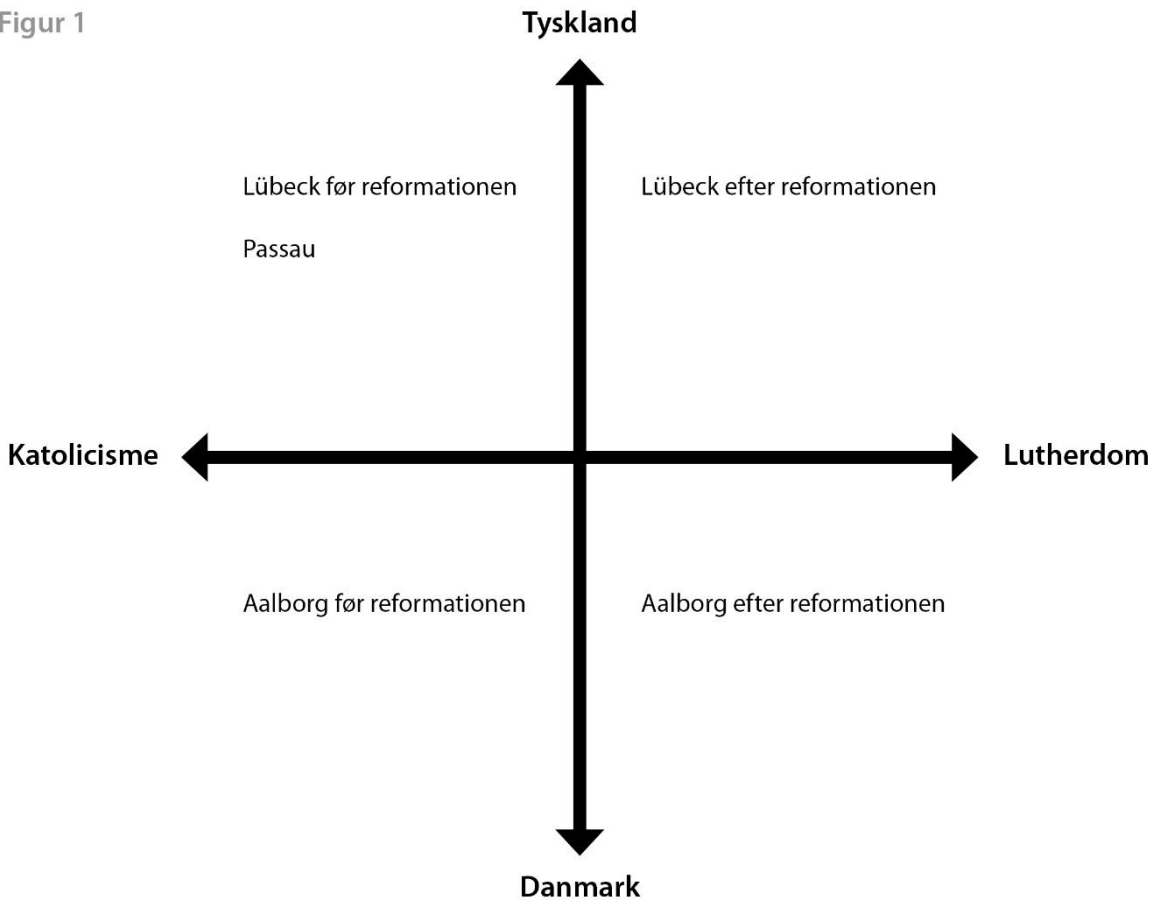 Figur 1
Tyskland
Lübeck før reformationen
Lübeck efter reformationen
Passau
Katolicisme
Lutherdom
Aalborg før reformationen
Aalborg efter reformationen
Danmark